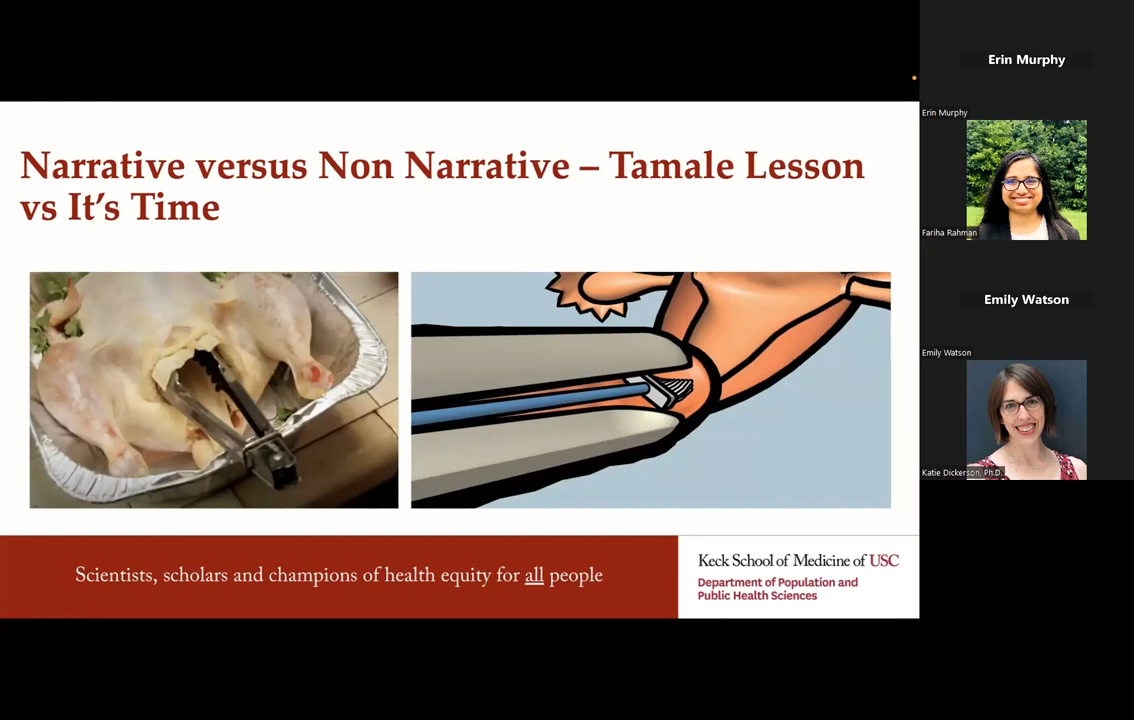 Narrative versus Non Narrative – Tamale Lesson
vs It's Time
Scientists, scholars and champions of health equity for all people
Keck School of Medicine of USC
Department of Population and
Public Health Sciences
Erin Murphy
Erin Murphy
Fariha Rahman
Emily Watson
Emily Watson
Katie Dickerson, Ph.D.